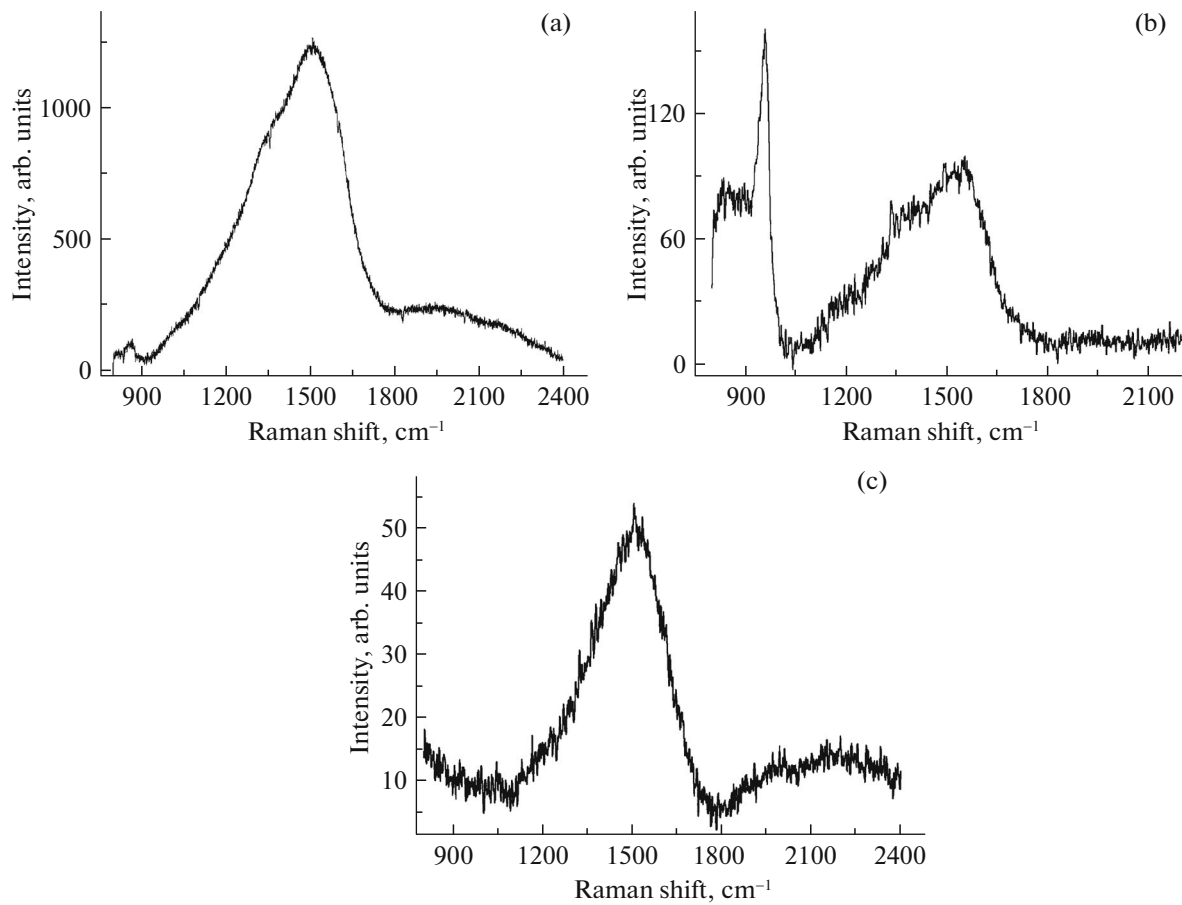 (a)
Intensity, arb. units
1000
500
0
900 1200 1500 1800 2100 2400
Raman shift, cm⁻¹
(b)
Intensity, arb. units
120
60
0
900 1200 1500 1800 2100
Raman shift, cm⁻¹
(c)
Intensity, arb. units
50
40
30
20
10
900 1200 1500 1800 2100 2400
Raman shift, cm⁻¹